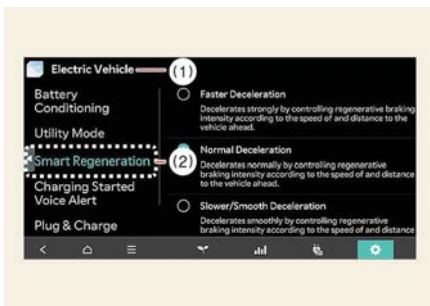 Electric Vehicle
(1)
Battery
Conditioning
Utility Mode
Smart Regeneration
(2)
Charging Started
Voice Alert
Plug & Charge
Faster Deceleration
Decelerates strongly by controlling regenerative braking
intensity according to the speed of and distance to the
vehicle ahead.
Normal Deceleration
Decelerates normally by controlling regenerative
braking intensity according to the speed of and distance
to the vehicle ahead.
Slower/Smooth Deceleration
Decelerates smoothly by controlling regenerative
braking intensity according to the speed of and distance